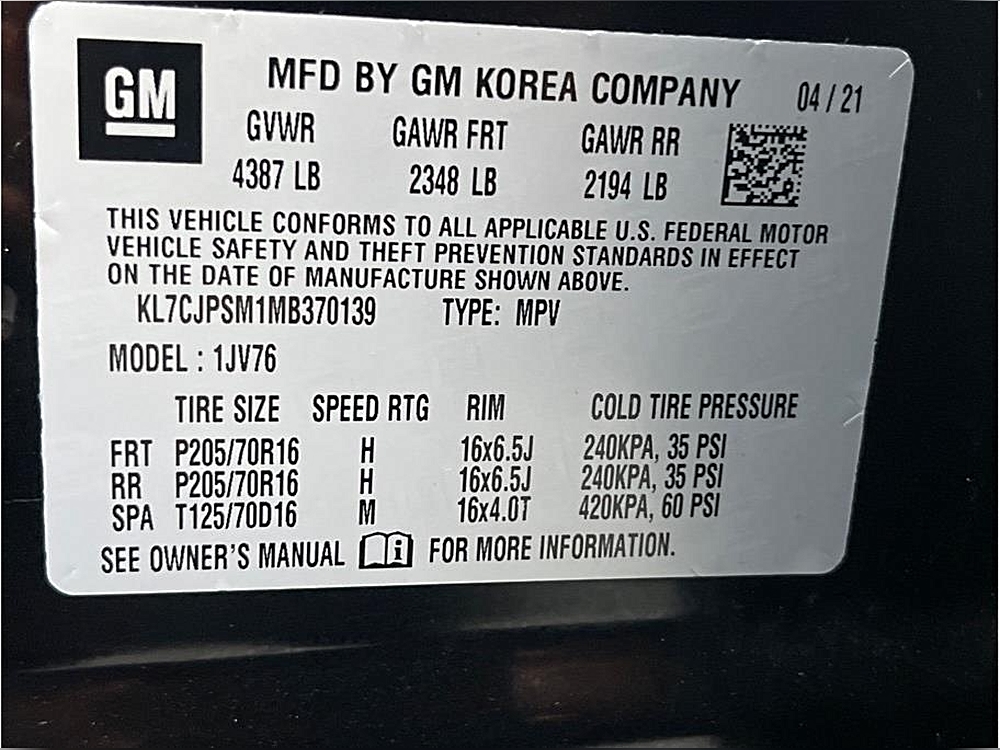 GM
MFD BY GM KOREA COMPANY 04 / 21
GVWR GAWR FRT GAWR RR
4387 LB 2348 LB 2194 LB
THIS VEHICLE CONFORMS TO ALL APPLICABLE U.S. FEDERAL MOTOR
VEHICLE SAFETY AND THEFT PREVENTION STANDARDS IN EFFECT
ON THE DATE OF MANUFACTURE SHOWN ABOVE.
KL7CJPSM1MB370139 TYPE: MPV
MODEL : 1JV76
TIRE SIZE SPEED RTG RIM COLD TIRE PRESSURE
FRT P205/70R16 H 16x6.5J 240KPA, 35 PSI
RR P205/70R16 H 16x6.5J 240KPA, 35 PSI
SPA T125/70D16 M 16x4.0T 420KPA, 60 PSI
SEE OWNER'S MANUAL i FOR MORE INFORMATION.